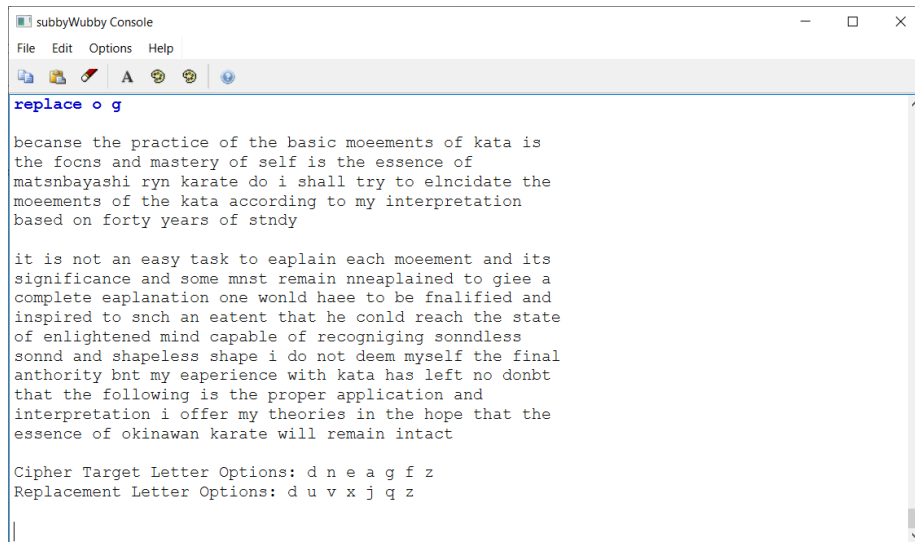 subbyWubby Console
File Edit Options Help
A
replace o g
becanse the practice of the basic moeements of kata is
the focns and mastery of self is the essence of
matsnbayashi ryn karate do i shall try to elncidate the
moeements of the kata according to my interpretation
based on forty years of stndy
it is not an easy task to eaplain each moeement and its
significance and some mnst remain nneaplained to giee a
complete eaplanation one wonld haee to be fnalified and
inspired to snch an eatent that he conld reach the state
of enlightened mind capable of recogniging sonndless
sonnd and shapeless shape i do not deem myself the final
anthority bnt my eaperience with kata has left no donbt
that the following is the proper application and
interpretation i offer my theories in the hope that the
essence of okinawan karate will remain intact
Cipher Target Letter Options: d n e a g f z
Replacement Letter Options: d u v x j q z